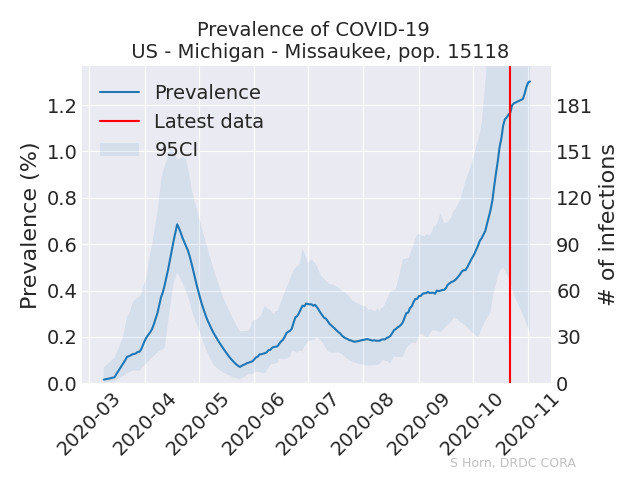 Prevalence of COVID-19
US - Michigan - Missaukee, pop. 15118
Prevalence
Latest data
95CI
Prevalence (%)
1.2
1.0
0.8
0.6
0.4
0.2
0.0
181
151
120
90
60
30
0
# of infections
2020-03
2020-04
2020-05
2020-06
2020-07
2020-08
2020-09
2020-10
2020-11
S Horn, DRDC CORA